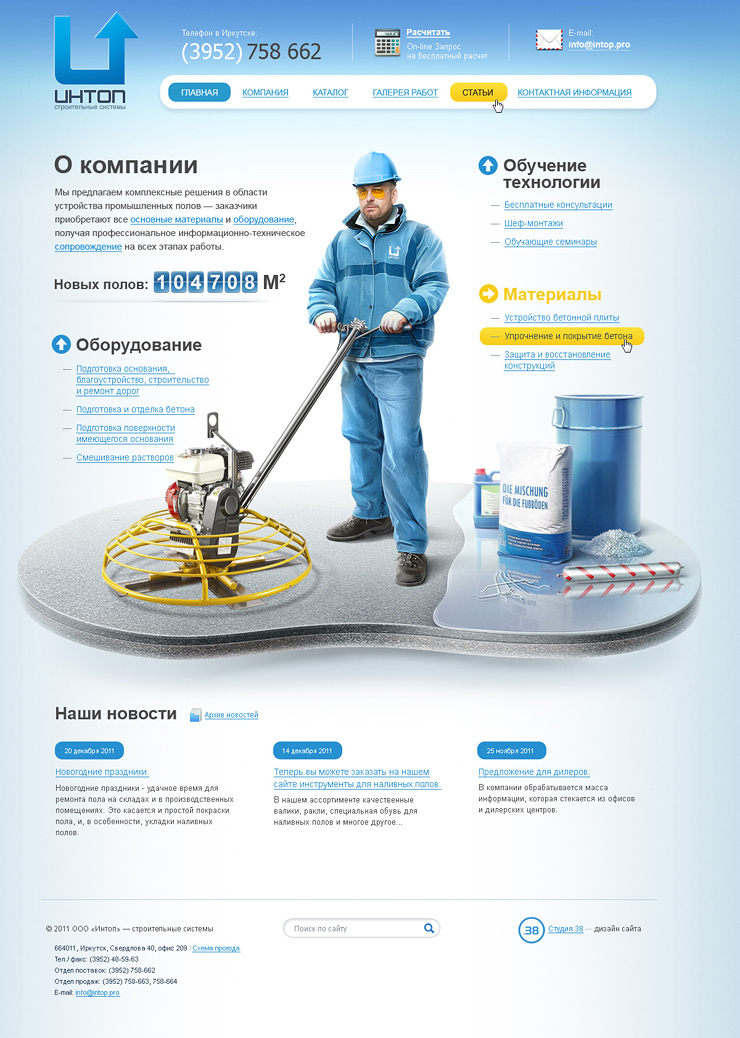 ИНТОП
строительные системы
Телефон в Иркутске:
(3952) 758 662
Расчитать
On-line Запрос
на бесплатный расчет
E-mail:
info@intop.pro
ГЛАВНАЯ
КОМПАНИЯ
КАТАЛОГ
ГАЛЕРЕЯ РАБОТ
СТАТЬИ
КОНТАКТНАЯ ИНФОРМАЦИЯ
О компании
Мы предлагаем комплексные решения в области
устройства промышленных полов — заказчики
приобретают все основные материалы и оборудование,
получая профессиональное информационно-техническое
сопровождение на всех этапах работы.
Новых полов: 104708 М²
Оборудование
— Подготовка основания,
благоустройство, строительство
и ремонт дорог
— Подготовка и отделка бетона
— Подготовка поверхности
имеющегося основания
— Смешивание растворов
Обучение
технологии
— Бесплатные консультации
— Шеф-монтажи
— Обучающие семинары
Материалы
— Устройство бетонной плиты
— Упрочнение и покрытие бетона
— Защита и восстановление
конструкций
DIE MISCHUNG
FÜR DIE FURBÖDEN
Наши новости
Архив новостей
20 декабря 2011
Новогодние праздники.
Новогодние праздники - удачное время для
ремонта пола на складах и в производственных
помещениях. Это касается и простой покраски
пола, и, в особенности, укладки наливных
полов.
14 декабря 2011
Теперь вы можете заказать на нашем
сайте инструменты для наливных полов.
В нашем ассортименте качественные
валики, ракли, специальная обувь для
наливных полов и многое другое...
25 ноября 2011
Предложение для дилеров.
В компании обрабатывается масса
информации, которая стекается из офисов
и дилерских центров.
© 2011 ООО «Интоп» — строительные системы
664011, Иркутск, Свердлова 40, офис 209 / Схема проезда
Тел./ факс: (3952) 48-59-63
Отдел поставок: (3952) 758-662
Отдел продаж: (3952) 758-663, 758-664
E-mail: info@intop.pro
Поиск по сайту
38
Студия 38 — дизайн сайта